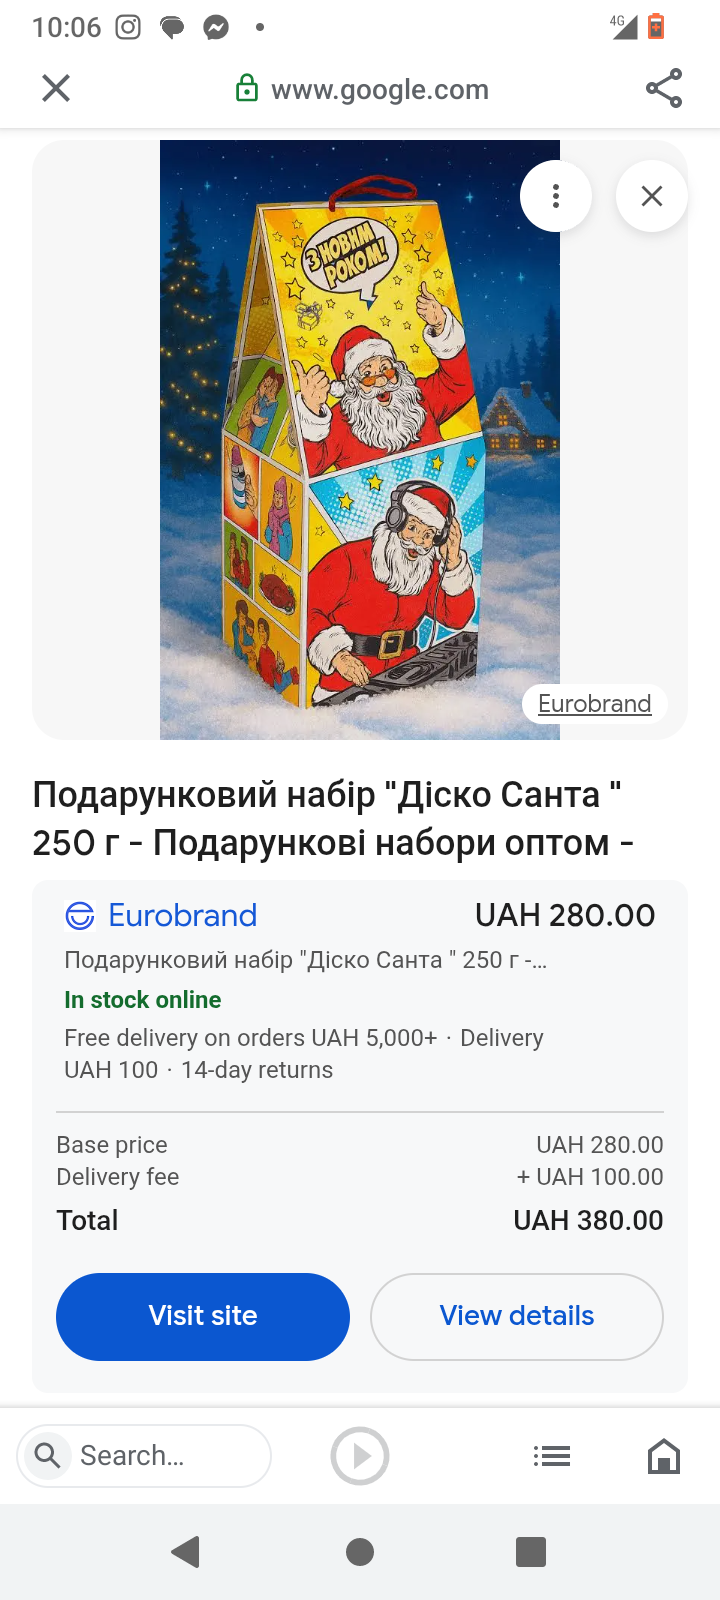 10:06
4G
www.google.com
З НОВИМ
РОКОМ!
Eurobrand
Подарунковий набір "Діско Санта "
250 г - Подарункові набори оптом -
Eurobrand UAH 280.00
Подарунковий набір "Діско Санта " 250 г -...
In stock online
Free delivery on orders UAH 5,000+ · Delivery
UAH 100 · 14-day returns
Base price UAH 280.00
Delivery fee + UAH 100.00
Total UAH 380.00
Visit site View details
Search...